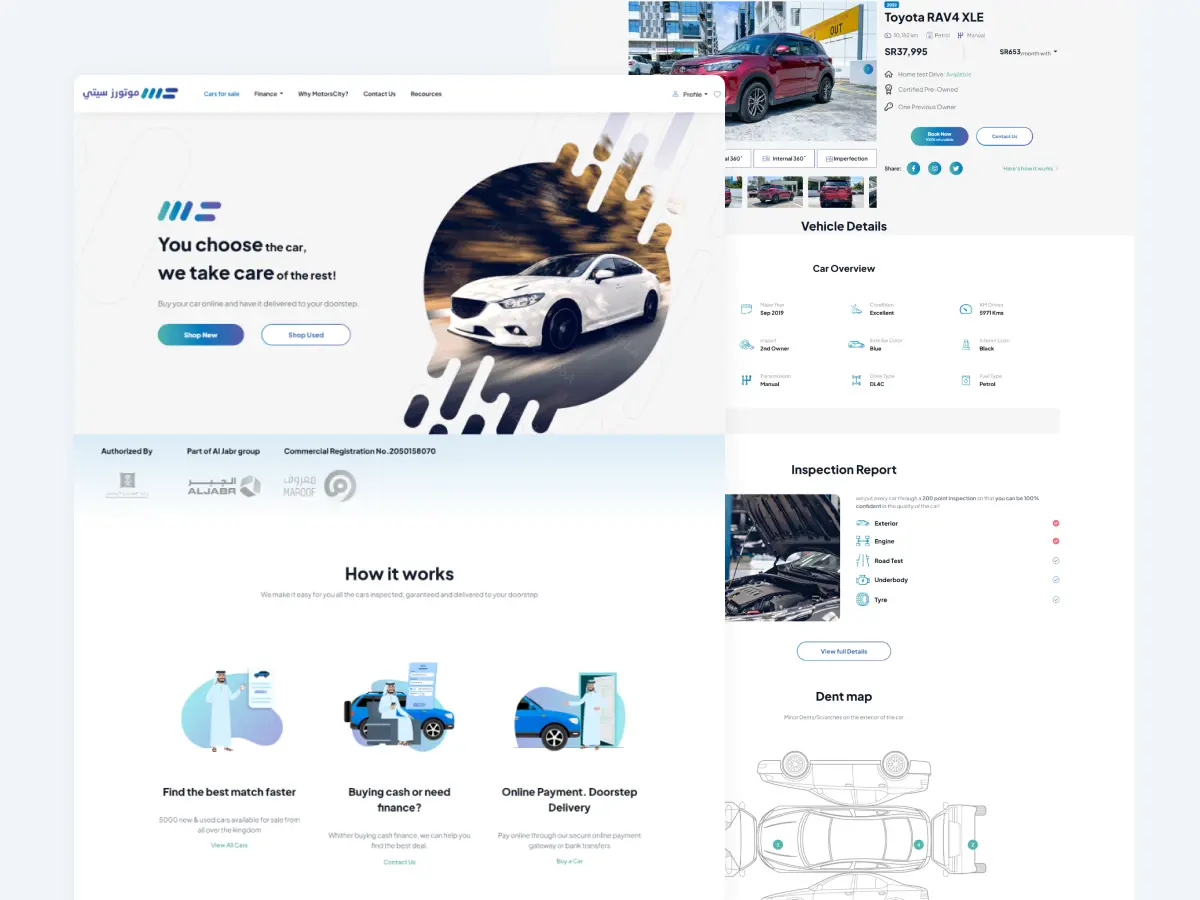 موتورز سيتي
Cars for sale
Finance
Why MotorsCity?
Contact Us
Recources
Profile
You choose the car,
we take care of the rest!
Buy your car online and have it delivered to your doorstep.
Shop New
Shop Used
Authorized By
Part of Al Jabr group
Commercial Registration No.2050158070
الجبر
ALJABR
معروف
MAROOF
How it works
We make it easy for you all the cars inspected, garanteed and delivered to your doorstep
Find the best match faster
5000 new & used cars available for sale from
all over the kingdom
View All Cars
Buying cash or need
finance?
Whither buying cash finance, we can help you
find the best deal.
Contact Us
Online Payment. Doorstep
Delivery
Pay online through our secure online payment
gateway or bank transfers
Buy a Car
OUT
2022
Toyota RAV4 XLE
30,762 km
Petrol
Manual
SR37,995
SR653/month with
Home test Drive: Available
Certified Pre-Owned
One Previous Owner
Book Now
100% refundable
Contact Us
Share:
Here's how it works
al 360°
Internal 360°
Imperfection
Vehicle Details
Car Overview
Make Year
Sep 2019
Condition
Excellent
KM Driven
5971 Kms
2nd Owner
Exterior Color
Blue
Interior Color
Black
Transmission
Manual
Drive Type
DL4C
Fuel Type
Petrol
Inspection Report
we put every car through a 200 point inspection so that you can be 100%
confident in the quality of the car!
Exterior
Engine
Road Test
Underbody
Tyre
View full Details
Dent map
Minor Dents/Scratches on the exterior of the car
3
4
2